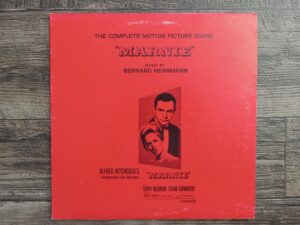 THE COMPLETE MOTION PICTURE SCORE
"MARNIE"
MUSIC BY
BERNARD HERRMANN
ALFRED HITCHCOCK'S
"MARNIE"
TIPPI HEDREN · SEAN CONNERY